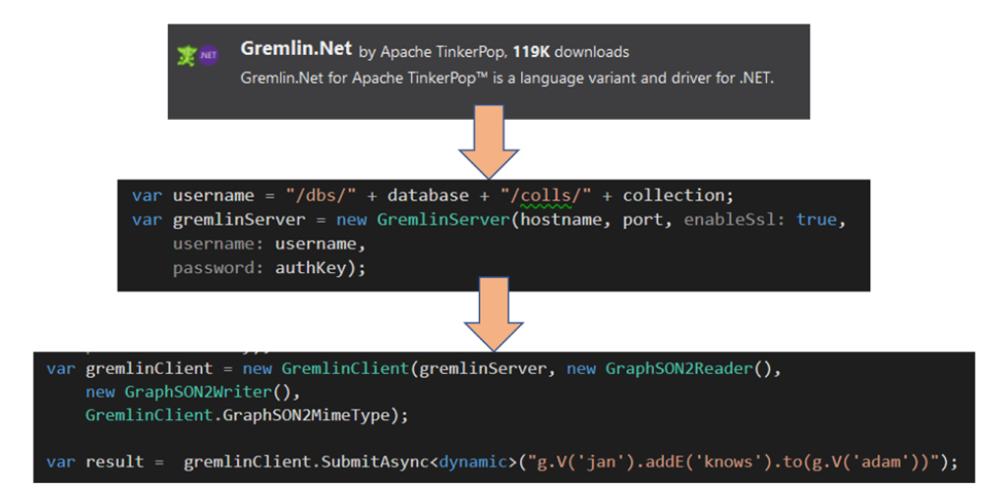 .NET
Gremlin.Net by Apache TinkerPop, 119K downloads
Gremlin.Net for Apache TinkerPop™ is a language variant and driver for .NET.
var username = "/dbs/" + database + "/colls/" + collection;
var gremlinServer = new GremlinServer(hostname, port, enableSsl: true,
username: username,
password: authKey);
var gremlinClient = new GremlinClient(gremlinServer, new GraphSON2Reader(),
new GraphSON2Writer(),
GremlinClient.GraphSON2MimeType);
var result =  gremlinClient.SubmitAsync<dynamic>("g.V('jan').addE('knows').to(g.V('adam'))");